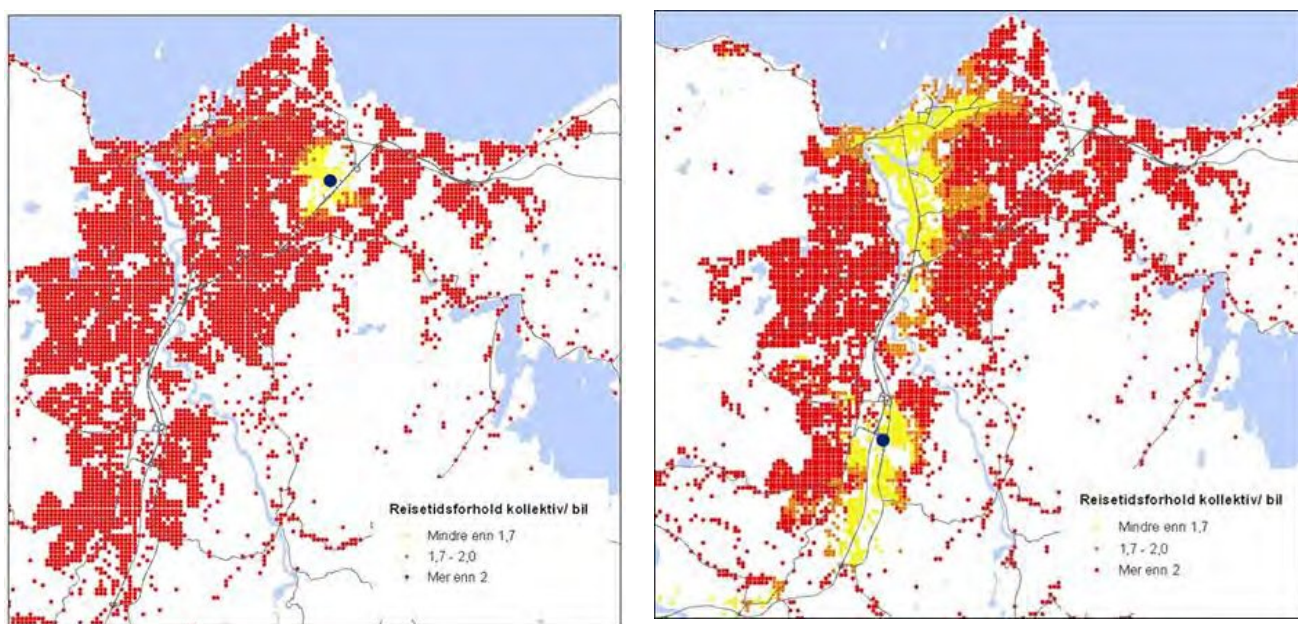 Reisetidsforhold kollektiv/ bil
Mindre enn 1,7
1,7 - 2,0
Mer enn 2
Reisetidsforhold kollektiv/ bil
Mindre enn 1,7
1,7 - 2,0
Mer enn 2